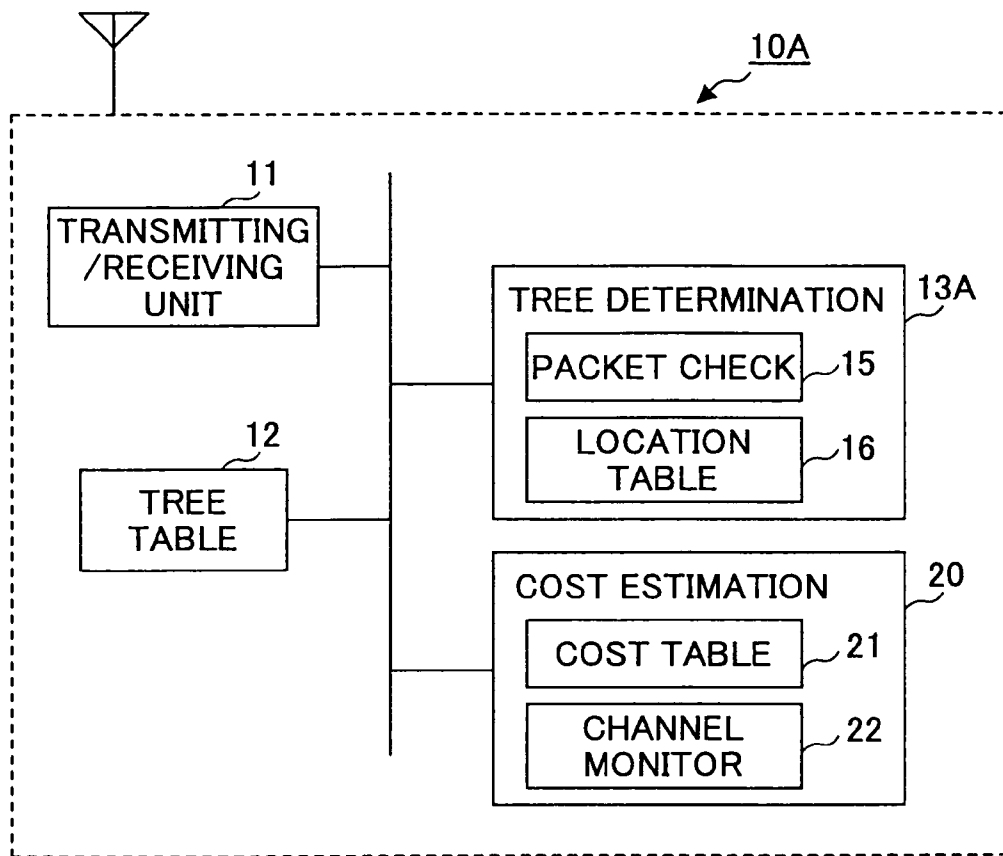 10A
11
TRANSMITTING
/RECEIVING
UNIT
12
TREE
TABLE
TREE DETERMINATION
13A
PACKET CHECK
15
LOCATION
TABLE
16
COST ESTIMATION
20
COST TABLE
21
CHANNEL
MONITOR
22